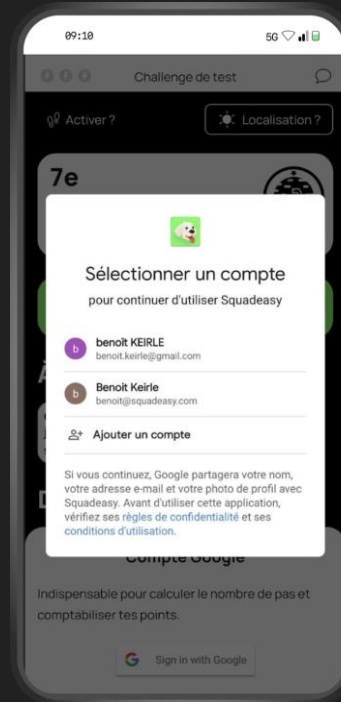 09:10
5G
Challenge de test
Activer ?
Localisation ?
7e
Sélectionner un compte
pour continuer d'utiliser Squadeasy
b
benoît KEIRLE
benoit.keirle@gmail.com
b
Benoit Keirle
benoit@squadeasy.com
Ajouter un compte
Si vous continuez, Google partagera votre nom,
votre adresse e-mail et votre photo de profil avec
Squadeasy. Avant d'utiliser cette application,
vérifiez ses règles de confidentialité et ses
conditions d'utilisation.
Compte Google
Indispensable pour calculer le nombre de pas et
comptabiliser tes points.
G
Sign in with Google